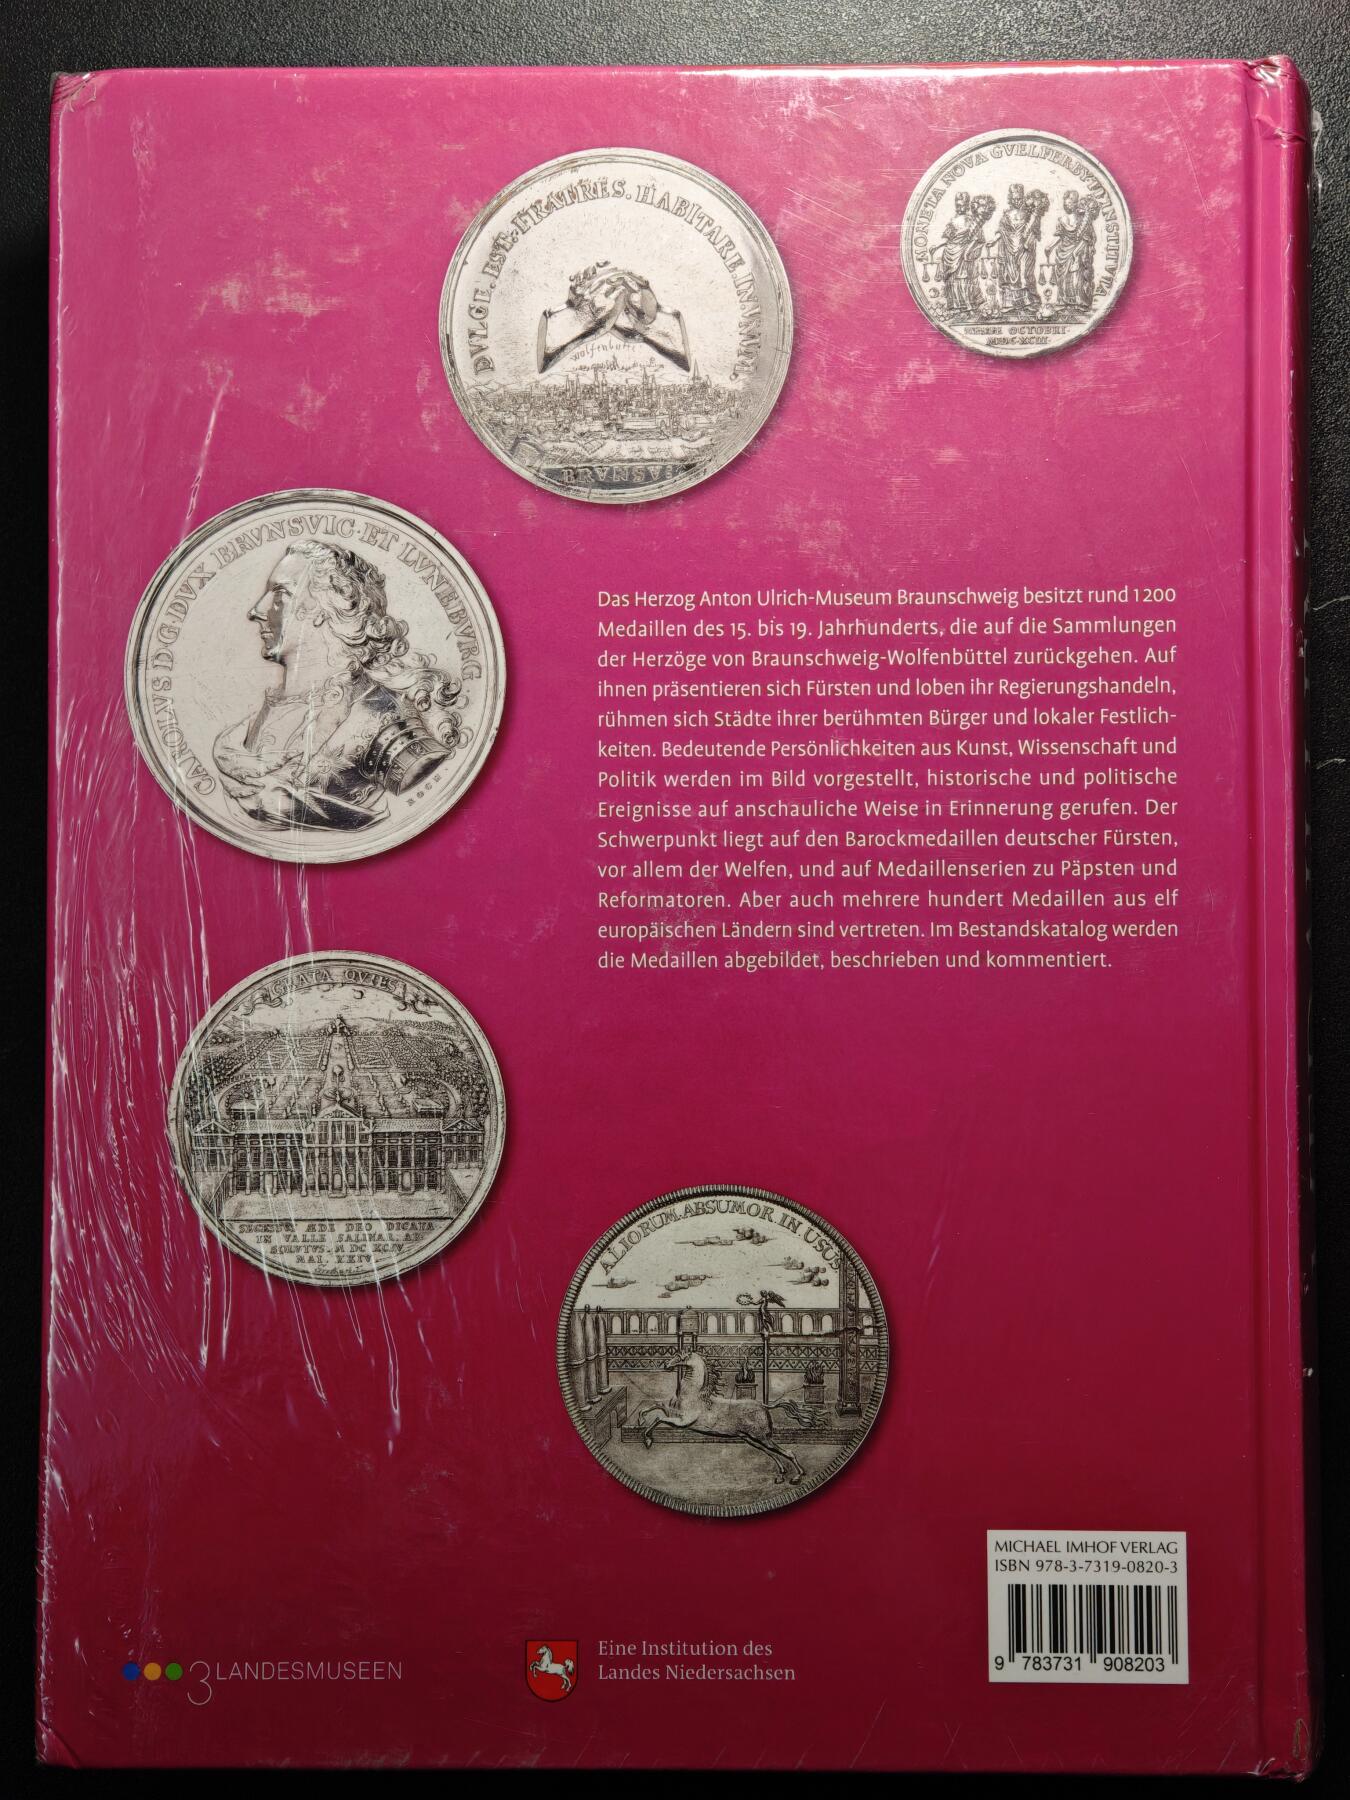 DVLCE. EST. FRATRES. HABITARE. IN. VNVM.
wolfenbutte
BRVNSV:
MONETA NOVA GVELFERBYTI INSTITVTA
MENSE OCTOBRI
MDC XCIII
CAROLVS D.G. DVX BRVNSVIC. ET LVNEBVRG.
KOCH.
Das Herzog Anton Ulrich-Museum Braunschweig besitzt rund 1200
Medaillen des 15. bis 19. Jahrhunderts, die auf die Sammlungen
der Herzöge von Braunschweig-Wolfenbüttel zurückgehen. Auf
ihnen präsentieren sich Fürsten und loben ihr Regierungshandeln,
rühmen sich Städte ihrer berühmten Bürger und lokaler Festlich-
keiten. Bedeutende Persönlichkeiten aus Kunst, Wissenschaft und
Politik werden im Bild vorgestellt, historische und politische
Ereignisse auf anschauliche Weise in Erinnerung gerufen. Der
Schwerpunkt liegt auf den Barockmedaillen deutscher Fürsten,
vor allem der Welfen, und auf Medaillenserien zu Päpsten und
Reformatoren. Aber auch mehrere hundert Medaillen aus elf
europäischen Ländern sind vertreten. Im Bestandskatalog werden
die Medaillen abgebildet, beschrieben und kommentiert.
GRATA QVIES
SECESSUS ÆDE DEO DICATA
IN VALLE SALINAR. AB-
SOLVTVS. M DC XCIV
MAI. XXIV.
ALIORUM. ABSUMOR. IN. USUS
MICHAEL IMHOF VERLAG
ISBN 978-3-7319-0820-3
9 783731 908203
3 LANDESMUSEEN
Eine Institution des
Landes Niedersachsen